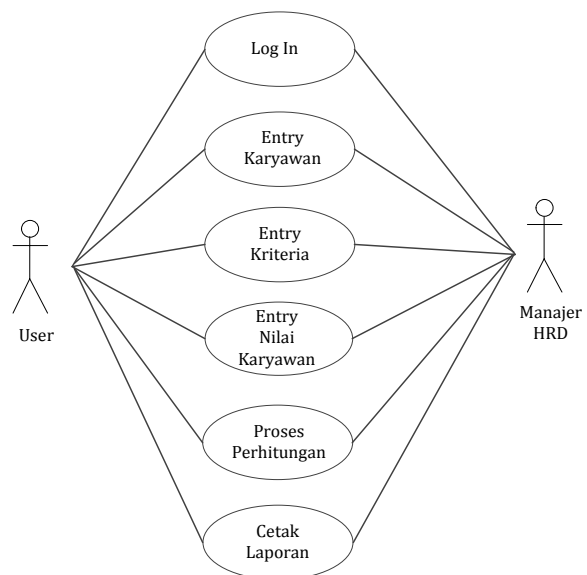 Log In
Entry
Karyawan
Entry
Kriteria
User
Entry
Nilai
Karyawan
Manajer
HRD
Proses
Perhitungan
Cetak
Laporan